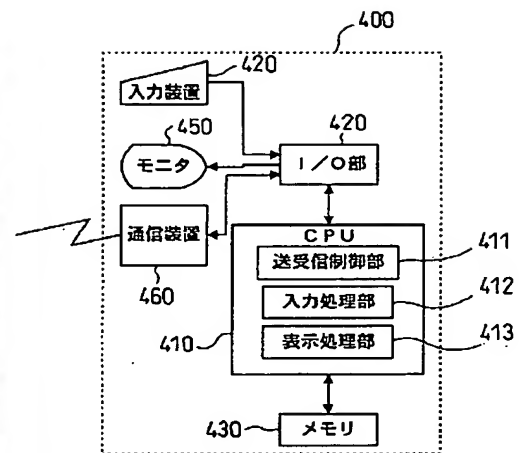 400
420
入力装置
450
モニタ
420
I/O部
通信装置
460
CPU
送受信制御部
411
入力処理部
412
410
表示処理部
413
430
メモリ